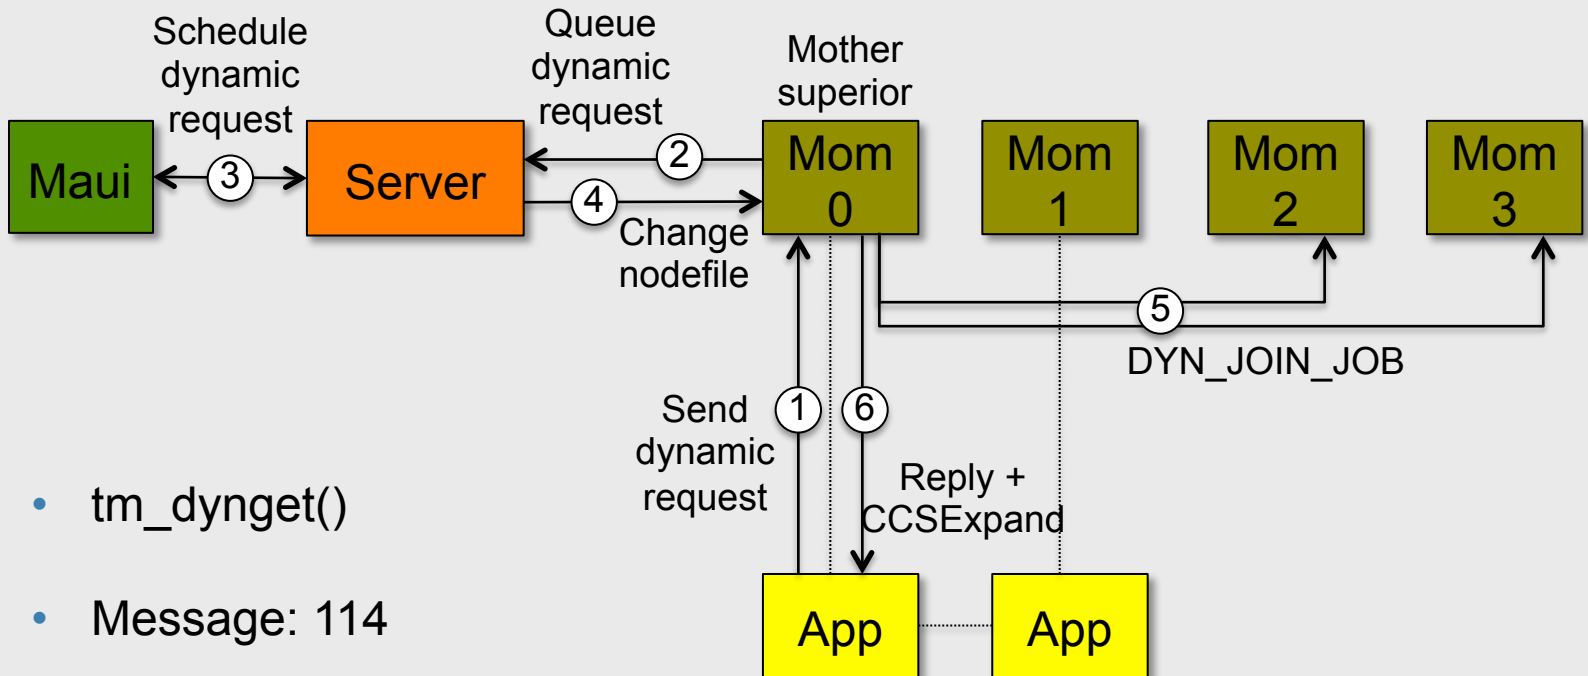 Schedule
dynamic
request
Queue
dynamic
request
Mother
superior
Maui
3
Server
2
4
Change
nodefile
Mom
0
Mom
1
Mom
2
Mom
3
5
DYN_JOIN_JOB
1
6
Send
dynamic
request
Reply +
CCSExpand
• tm_dynget()
• Message: 114
App
App